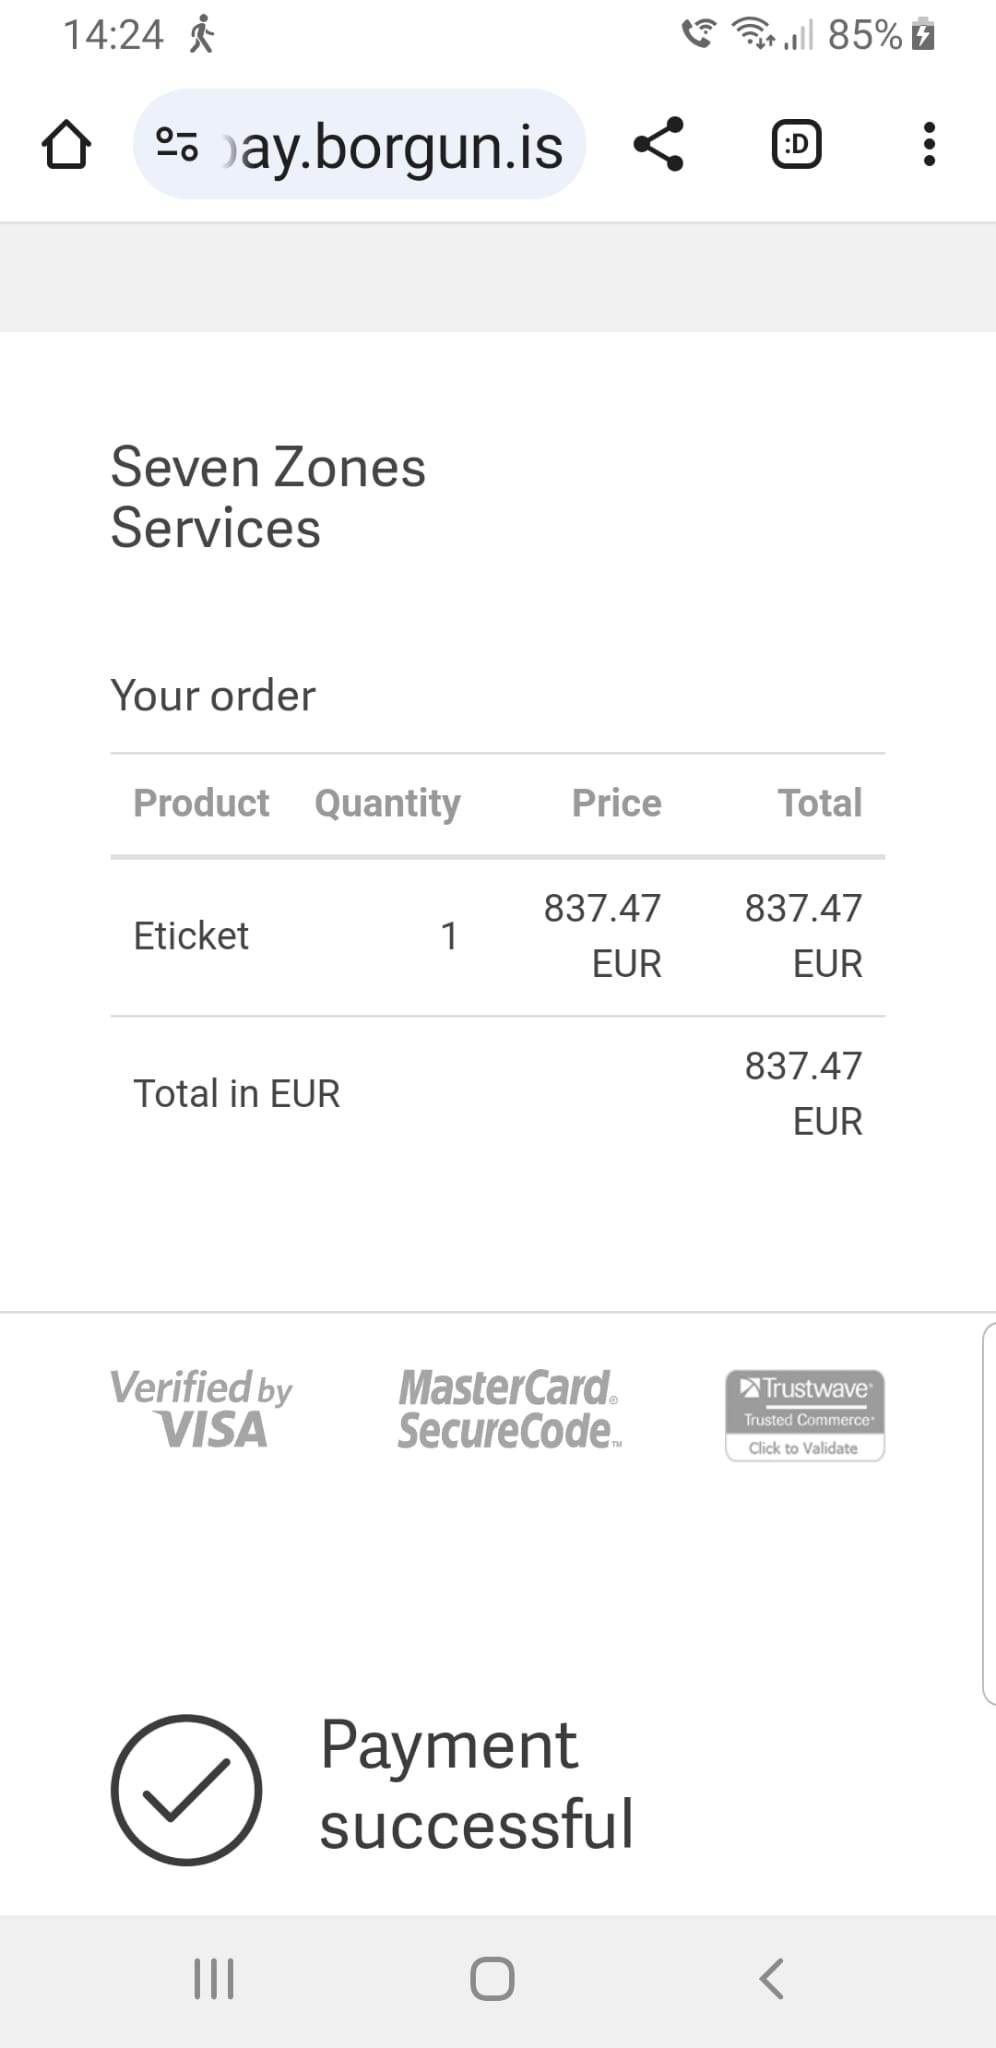 14:24 85%
ay.borgun.is :D
Seven Zones
Services
Your order
Product Quantity Price Total
Eticket 1 837.47 EUR 837.47 EUR
Total in EUR 837.47 EUR
Verified by
VISA
MasterCard®
SecureCode™
Trustwave®
Trusted Commerce®
Click to Validate
Payment
successful